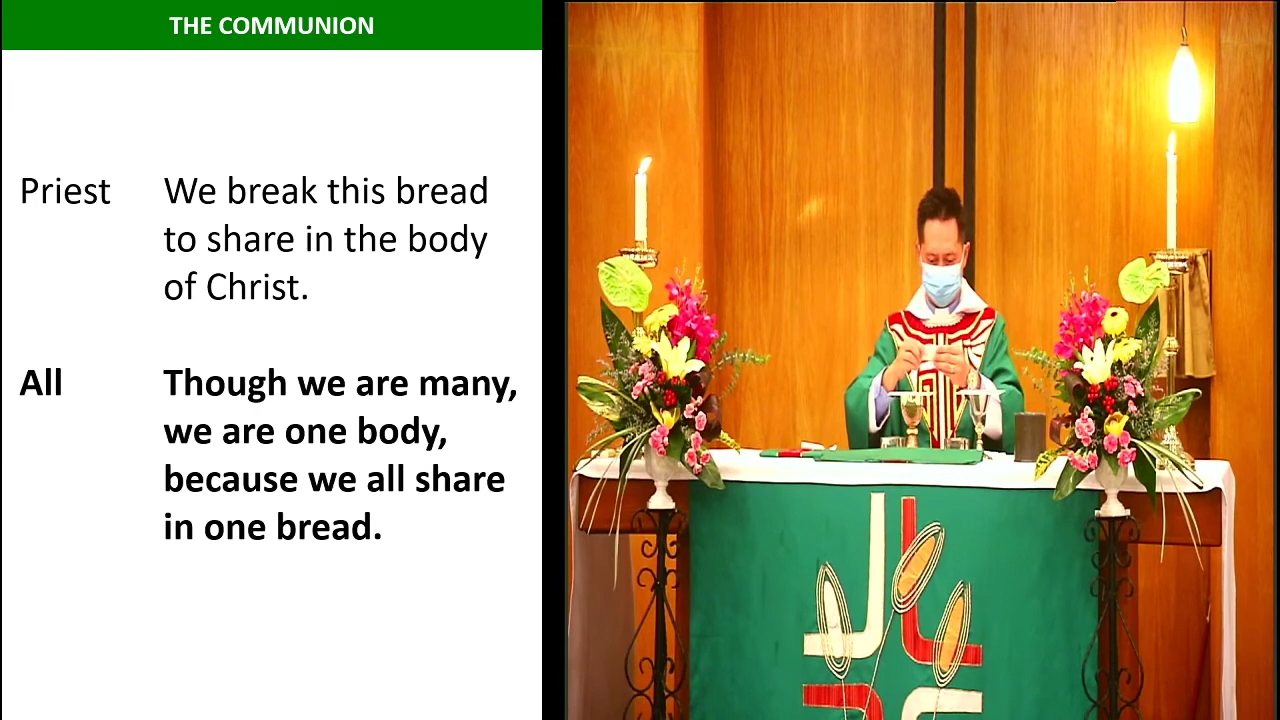 THE COMMUNION
Priest We break this bread
to share in the body
of Christ.
All Though we are many,
we are one body,
because we all share
in one bread.